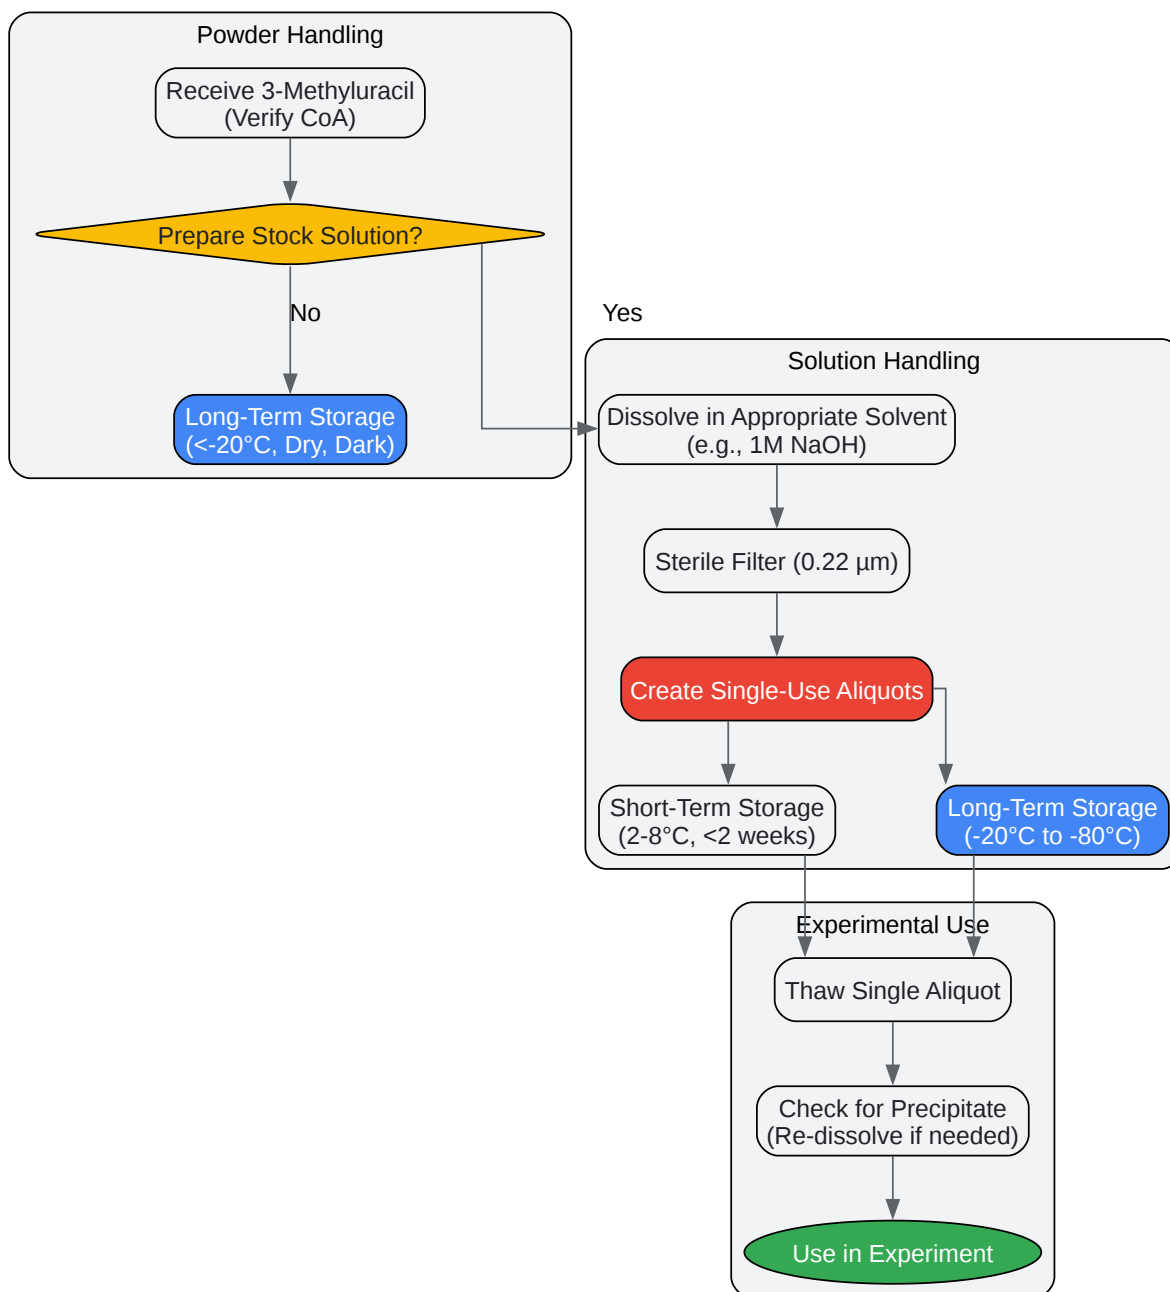 Powder Handling
Receive 3-Methyluracil
(Verify CoA)
Prepare Stock Solution?
No
Yes
Long-Term Storage
(<-20°C, Dry, Dark)
Solution Handling
Dissolve in Appropriate Solvent
(e.g., 1M NaOH)
Sterile Filter (0.22 µm)
Create Single-Use Aliquots
Short-Term Storage
(2-8°C, <2 weeks)
Long-Term Storage
(-20°C to -80°C)
Experimental Use
Thaw Single Aliquot
Check for Precipitate
(Re-dissolve if needed)
Use in Experiment